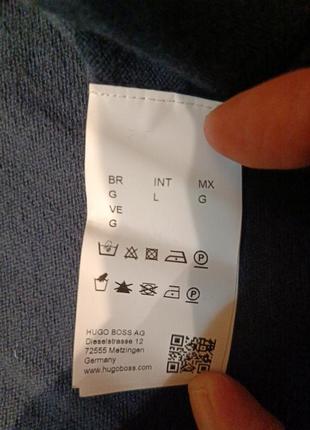 BR INT MX
G L G
VE
G
HUGO BOSS AG
Dieselstrasse 12
72555 Metzingen
Germany
www.hugoboss.com